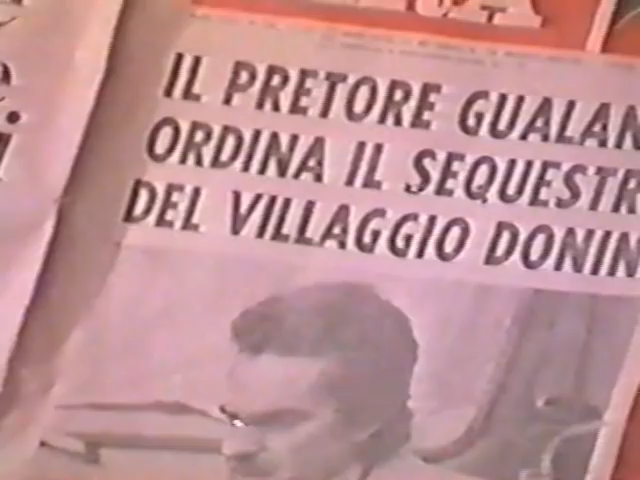 IL PRETORE GUALAN
ORDINA IL SEQUESTR
DEL VILLAGGIO DONIN